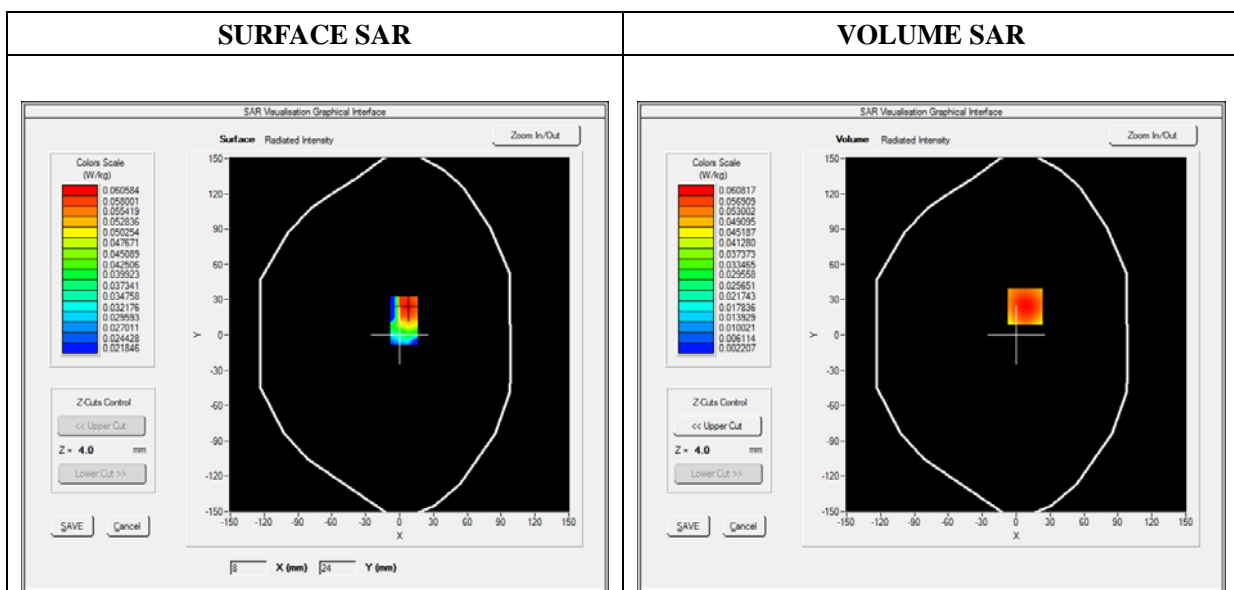 SURFACE SAR
VOLUME SAR
SAR Visualisation Graphical Interface
Surface Radiated Intensity
Zoom In/Out
Colors Scale
(W/kg)
0.060584
0.058001
0.055419
0.052836
0.050254
0.047671
0.045089
0.042506
0.039923
0.037341
0.034758
0.032176
0.029593
0.027011
0.024428
0.021846
Z-Cuts Control
<< Upper Cut
Z = 4.0 mm
Lower Cut >>
SAVE Cancel
150
120
90
60
30
0
-30
-60
-90
-120
-150
Y
-150 -120 -90 -60 -30 0 30 60 90 120 150
X
8 X (mm) 24 Y (mm)
SAR Visualisation Graphical Interface
Volume Radiated Intensity
Zoom In/Out
Colors Scale
(W/kg)
0.060817
0.056909
0.053002
0.049095
0.045187
0.041280
0.037373
0.033465
0.029558
0.025651
0.021743
0.017836
0.013929
0.010021
0.006114
0.002207
Z-Cuts Control
<< Upper Cut
Z = 4.0 mm
Lower Cut >>
SAVE Cancel
150
120
90
60
30
0
-30
-60
-90
-120
-150
Y
-150 -120 -90 -60 -30 0 30 60 90 120 150
X